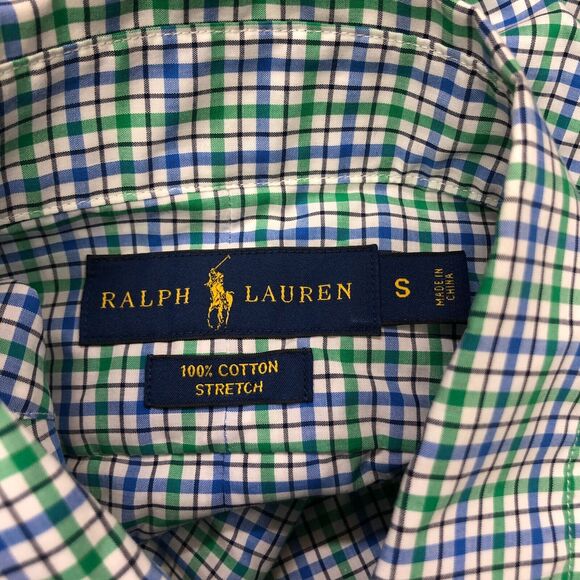 RALPH LAUREN
S
MADE IN
CHINA
100% COTTON
STRETCH